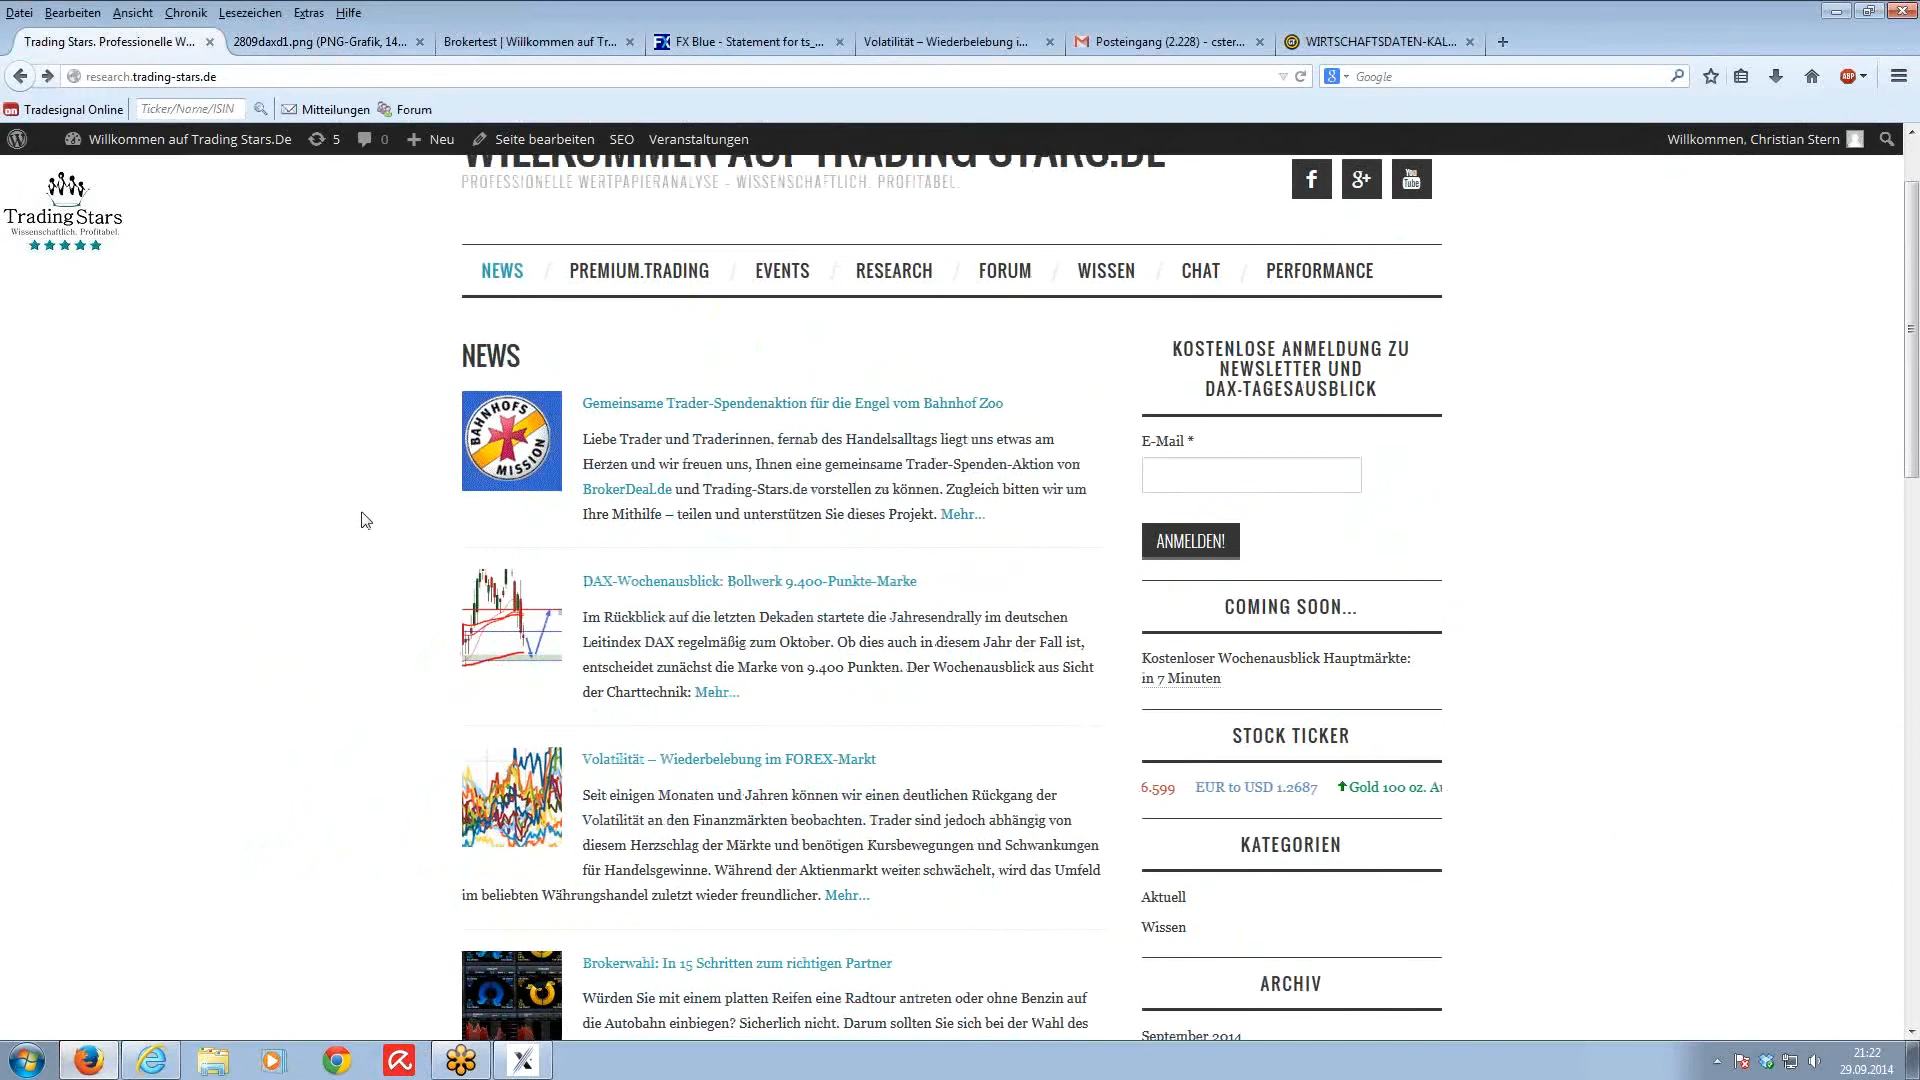 Datei Bearbeiten Ansicht Chronik Lesezeichen Extras Hilfe
Trading Stars. Professionelle W...
2809daxd1.png (PNG-Grafik, 14...
Brokertest | Willkommen auf Tr...
FX Blue - Statement for ts_...
Volatilität – Wiederbelebung i...
Posteingang (2.228) - cster...
WIRTSCHAFTSDATEN-KAL...
research.trading-stars.de
Google
ABP
on Tradesignal Online
Ticker/Name/ISIN
Mitteilungen
Forum
Willkommen auf Trading Stars.De
5
0
Neu
Seite bearbeiten
SEO
Veranstaltungen
Willkommen, Christian Stern
WILLKOMMEN AUF TRADING STARS.DE
PROFESSIONELLE WERTPAPIERANALYSE – WISSENSCHAFTLICH. PROFITABEL.
TradingStars
Wissenschaftlich. Profitabel.
You Tube
NEWS / PREMIUM.TRADING / EVENTS / RESEARCH / FORUM / WISSEN / CHAT / PERFORMANCE
NEWS
BAHNHOFS
MISSION
Gemeinsame Trader-Spendenaktion für die Engel vom Bahnhof Zoo
Liebe Trader und Traderinnen, fernab des Handelsalltags liegt uns etwas am
Herzen und wir freuen uns, Ihnen eine gemeinsame Trader-Spenden-Aktion von
BrokerDeal.de und Trading-Stars.de vorstellen zu können. Zugleich bitten wir um
Ihre Mithilfe – teilen und unterstützen Sie dieses Projekt. Mehr...
DAX-Wochenausblick: Bollwerk 9.400-Punkte-Marke
Im Rückblick auf die letzten Dekaden startete die Jahresendrally im deutschen
Leitindex DAX regelmäßig zum Oktober. Ob dies auch in diesem Jahr der Fall ist,
entscheidet zunächst die Marke von 9.400 Punkten. Der Wochenausblick aus Sicht
der Charttechnik: Mehr...
Volatilität – Wiederbelebung im FOREX-Markt
Seit einigen Monaten und Jahren können wir einen deutlichen Rückgang der
Volatilität an den Finanzmärkten beobachten. Trader sind jedoch abhängig von
diesem Herzschlag der Märkte und benötigen Kursbewegungen und Schwankungen
für Handelsgewinne. Während der Aktienmarkt weiter schwächelt, wird das Umfeld
im beliebten Währungshandel zuletzt wieder freundlicher. Mehr...
Brokerwahl: In 15 Schritten zum richtigen Partner
Würden Sie mit einem platten Reifen eine Radtour antreten oder ohne Benzin auf
die Autobahn einbiegen? Sicherlich nicht. Darum sollten Sie sich bei der Wahl des
KOSTENLOSE ANMELDUNG ZU
NEWSLETTER UND
DAX-TAGESAUSBLICK
E-Mail *
ANMELDEN!
COMING SOON...
Kostenloser Wochenausblick Hauptmärkte:
in 7 Minuten
STOCK TICKER
6.599 EUR to USD 1.2687 Gold 100 oz. Au
KATEGORIEN
Aktuell
Wissen
ARCHIV
September 2014
21:22
29.09.2014